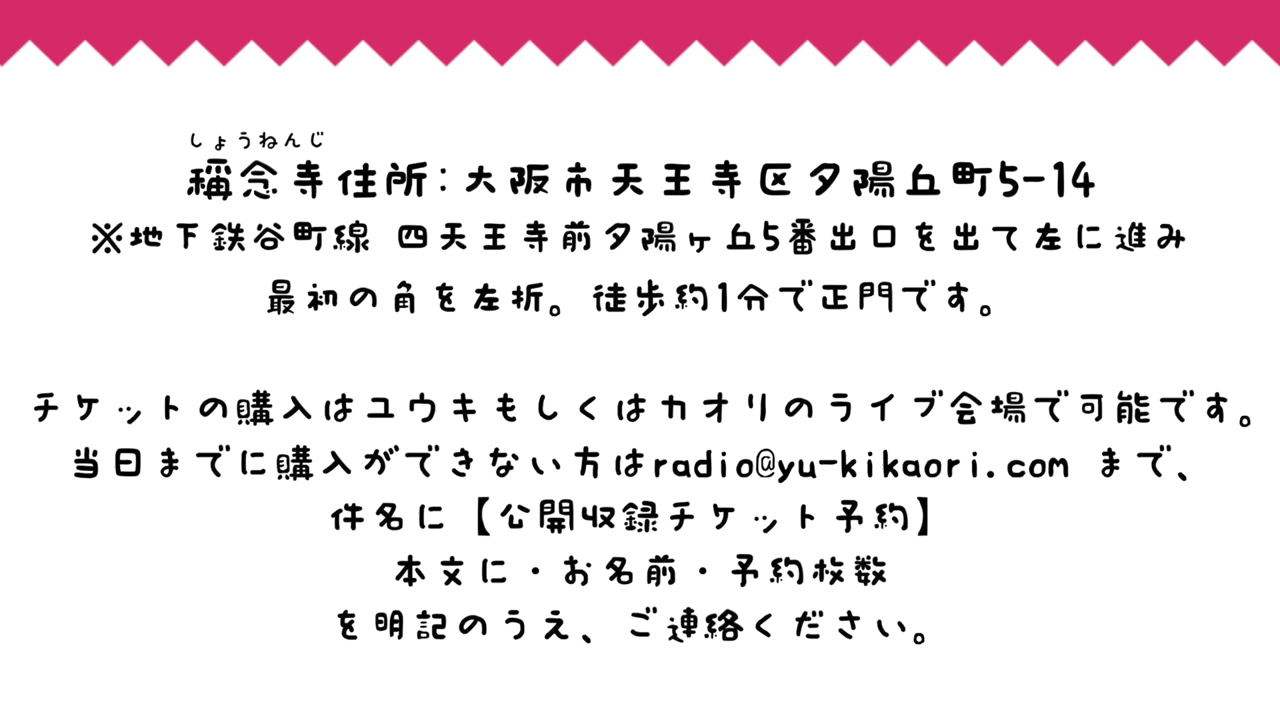 しょうねんじ
稱念寺住所:大阪市天王寺区夕陽丘町5-14
※地下鉄谷町線 四天王寺前夕陽ヶ丘5番出口を出て左に進み
最初の角を左折。徒歩約1分で正門です。
チケットの購入はユウキもしくはカオリのライブ会場で可能です。
当日までに購入ができない方はradio@yu-kikaori.com まで、
件名に【公開収録チケット予約】
本文に・お名前・予約枚数
を明記のうえ、ご連絡ください。